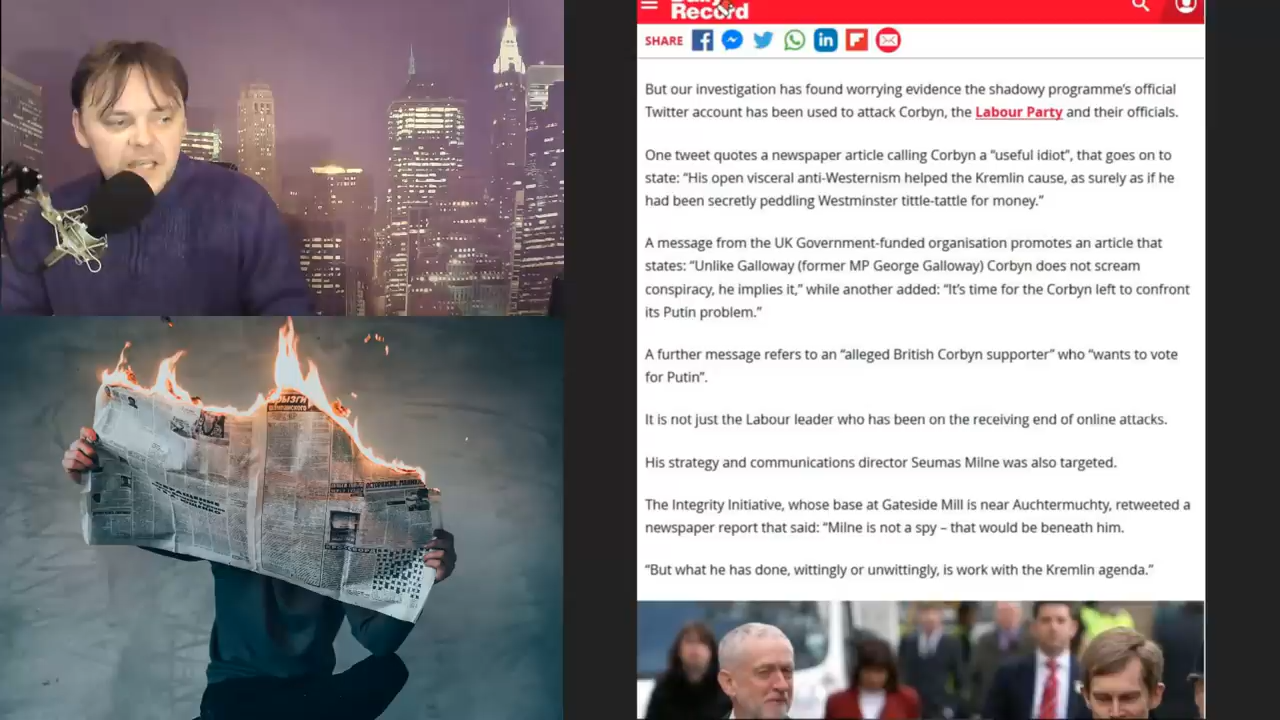 Record
SHARE
But our investigation has found worrying evidence the shadowy programme's official
Twitter account has been used to attack Corbyn, the Labour Party and their officials.
One tweet quotes a newspaper article calling Corbyn a “useful idiot”, that goes on to
state: “His open visceral anti-Westernism helped the Kremlin cause, as surely as if he
had been secretly peddling Westminster tittle-tattle for money.”
A message from the UK Government-funded organisation promotes an article that
states: “Unlike Galloway (former MP George Galloway) Corbyn does not scream
conspiracy, he implies it,” while another added: “It’s time for the Corbyn left to confront
its Putin problem.”
A further message refers to an “alleged British Corbyn supporter” who “wants to vote
for Putin”.
It is not just the Labour leader who has been on the receiving end of online attacks.
His strategy and communications director Seumas Milne was also targeted.
The Integrity Initiative, whose base at Gateside Mill is near Auchtermuchty, retweeted a
newspaper report that said: “Milne is not a spy – that would be beneath him.
“But what he has done, wittingly or unwittingly, is work with the Kremlin agenda.”